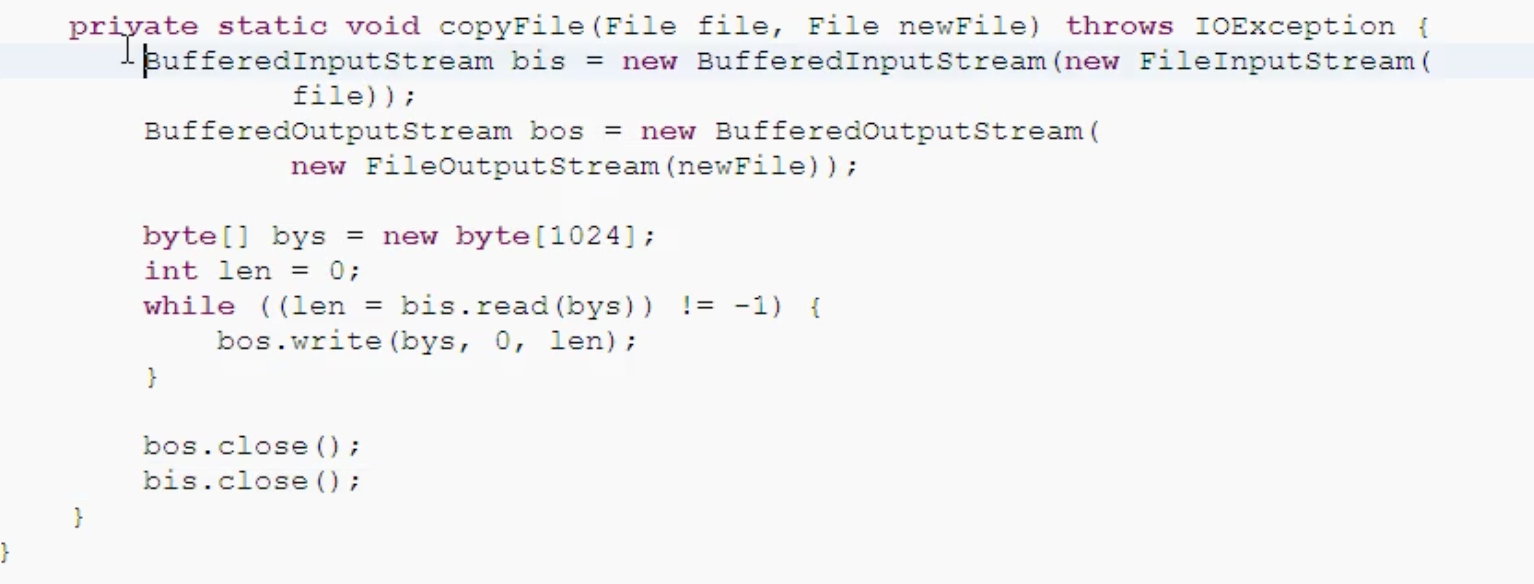 private static void copyFile(File file, File newFile) throws IOException {
BufferedInputStream bis = new BufferedInputStream(new FileInputStream(
file));
BufferedOutputStream bos = new BufferedOutputStream(
new FileOutputStream(newFile));
byte[] bys = new byte[1024];
int len = 0;
while ((len = bis.read(bys)) != -1) {
bos.write(bys, 0, len);
}
bos.close();
bis.close();
}
}